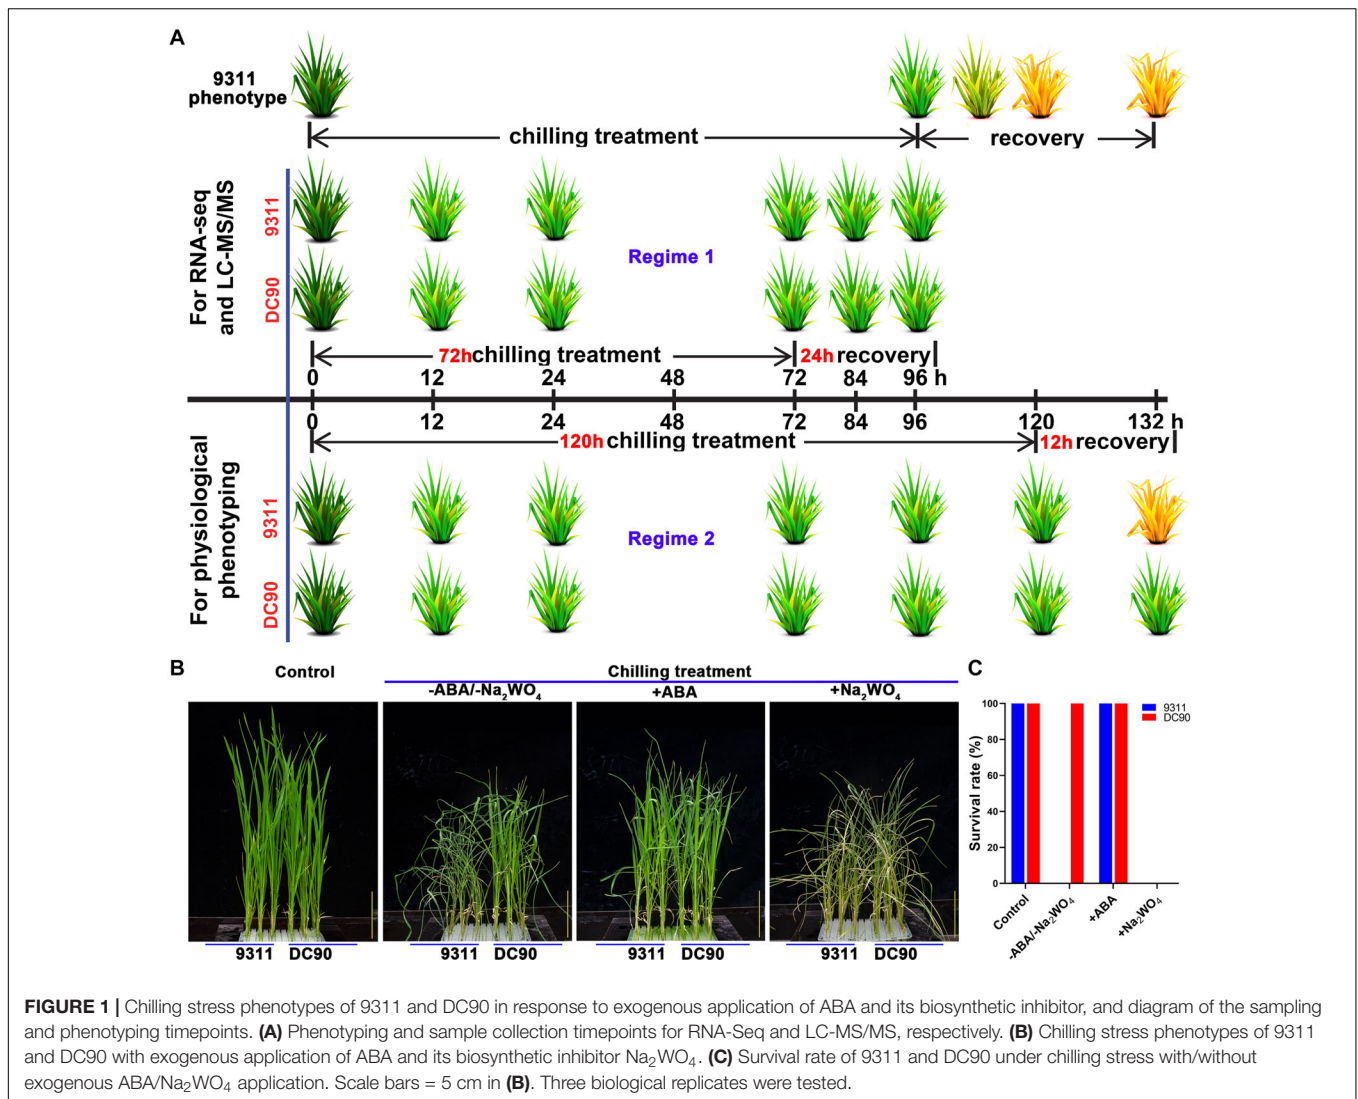 A
9311
phenotype
chilling treatment
recovery
For RNA-seq
and LC-MS/MS
9311
DC90
Regime 1
72h chilling treatment
24h recovery
0 12 24 48 72 84 96 h
0 12 24 48 72 84 96 120 132 h
120h chilling treatment
12h recovery
For physiological
phenotyping
9311
DC90
Regime 2
B
Control
Chilling treatment
-ABA/-Na₂WO₄
+ABA
+Na₂WO₄
9311 DC90
9311 DC90
9311 DC90
9311 DC90
C
9311
DC90
Survival rate (%)
100
80
60
40
20
0
Control
-ABA/-Na₂WO₄
+ABA
+Na₂WO₄
FIGURE 1 | Chilling stress phenotypes of 9311 and DC90 in response to exogenous application of ABA and its biosynthetic inhibitor, and diagram of the sampling
and phenotyping timepoints. (A) Phenotyping and sample collection timepoints for RNA-Seq and LC-MS/MS, respectively. (B) Chilling stress phenotypes of 9311
and DC90 with exogenous application of ABA and its biosynthetic inhibitor Na₂WO₄. (C) Survival rate of 9311 and DC90 under chilling stress with/without
exogenous ABA/Na₂WO₄ application. Scale bars = 5 cm in (B). Three biological replicates were tested.